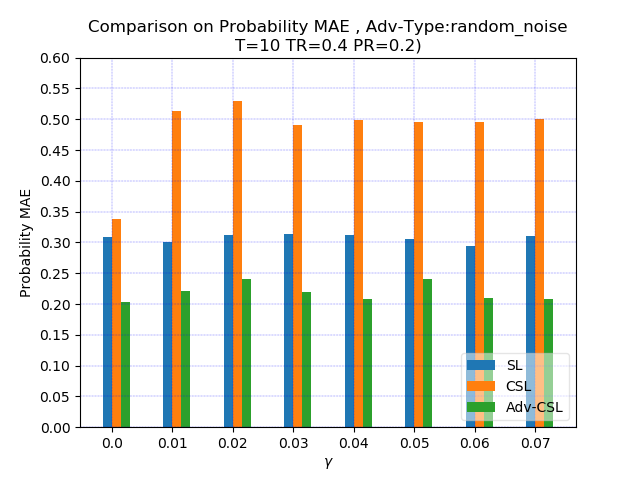 Comparison on Probability MAE , Adv-Type:random_noise
T=10 TR=0.4 PR=0.2)
0.60
0.55
0.50
0.45
0.40
0.35
0.30
0.25
0.20
0.15
0.10
0.05
0.00
Probability MAE
SL
CSL
Adv-CSL
0.0 0.01 0.02 0.03 0.04 0.05 0.06 0.07
γ